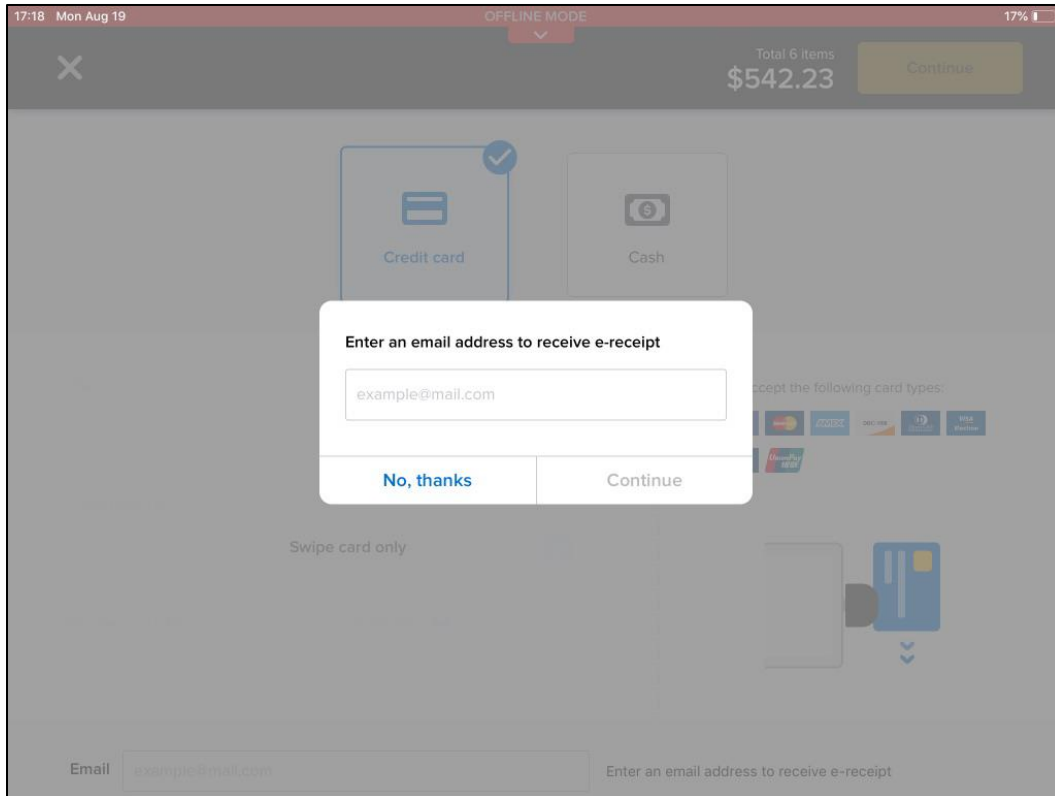 17:18 Mon Aug 19
OFFLINE MODE
17%
Total 6 items
$542.23
Continue
Credit card
Cash
Enter an email address to receive e-receipt
example@mail.com
No, thanks
Continue
ccept the following card types:
AMEX
Swipe card only
Email
example@mail.com
Enter an email address to receive e-receipt